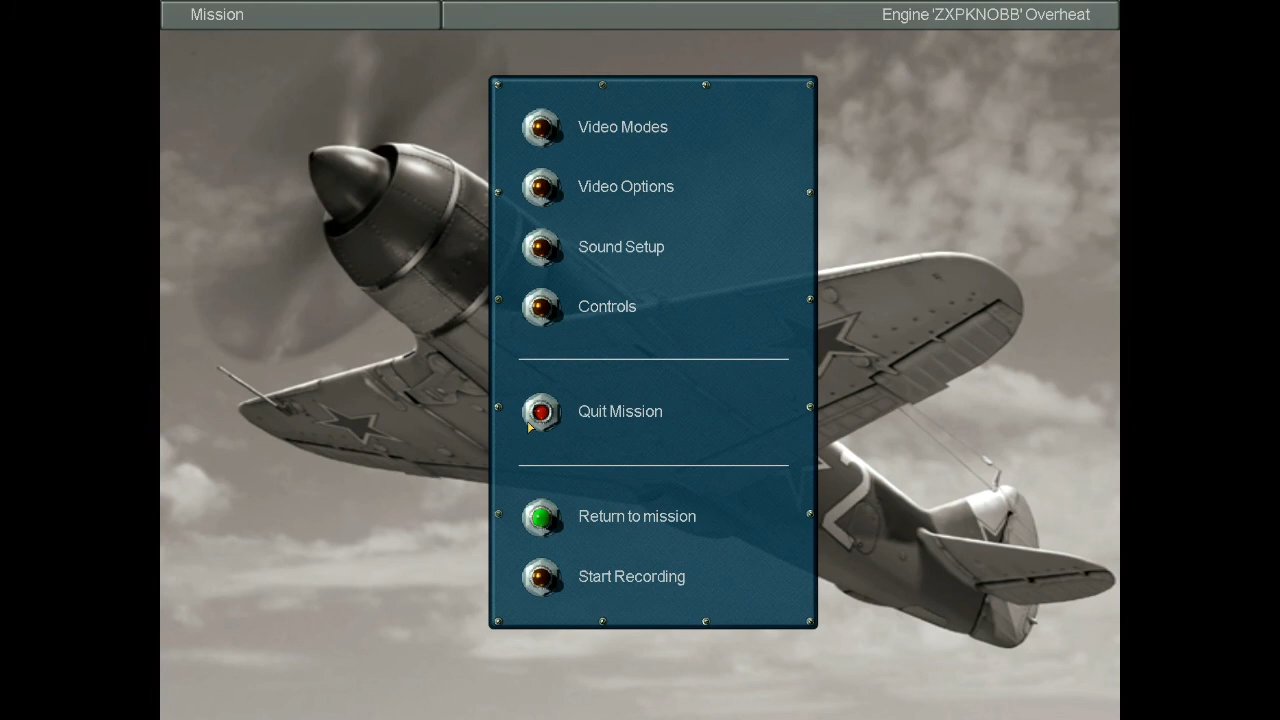 Mission
Engine 'ZXPKNOBB' Overheat
Video Modes
Video Options
Sound Setup
Controls
Quit Mission
Return to mission
Start Recording